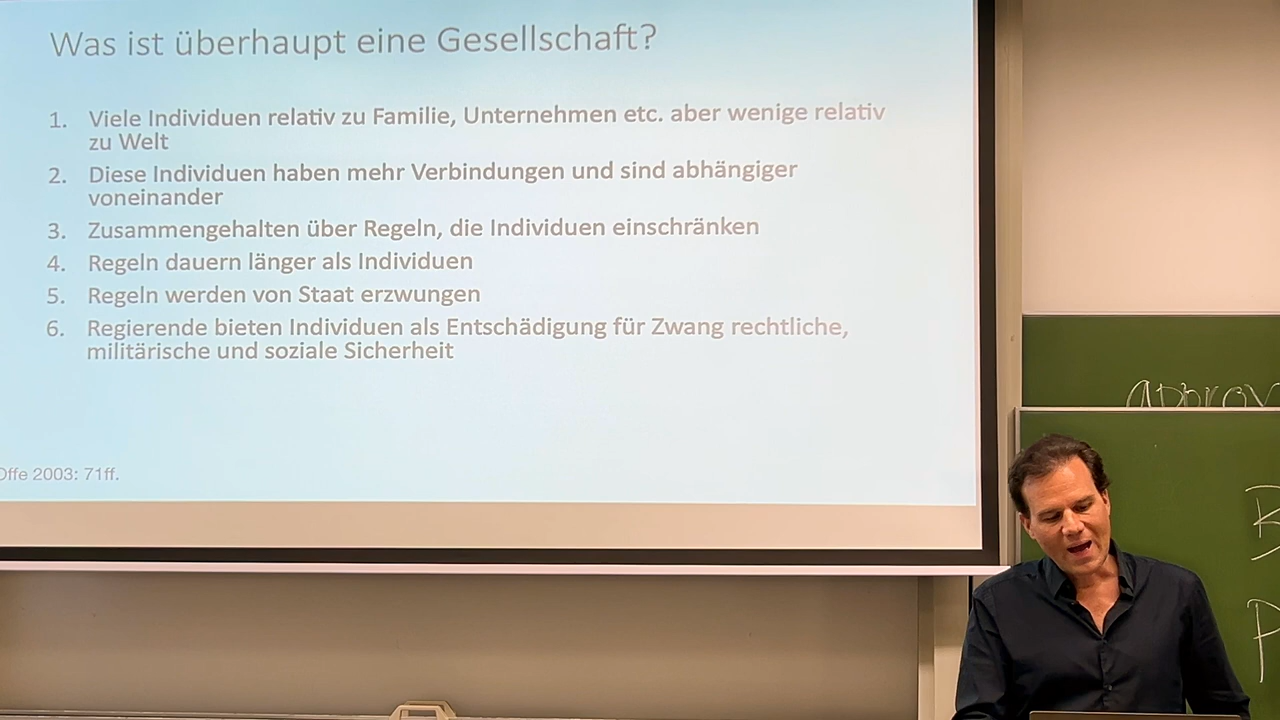 Was ist überhaupt eine Gesellschaft?
1. Viele Individuen relativ zu Familie, Unternehmen etc. aber wenige relativ
zu Welt
2. Diese Individuen haben mehr Verbindungen und sind abhängiger
voneinander
3. Zusammengehalten über Regeln, die Individuen einschränken
4. Regeln dauern länger als Individuen
5. Regeln werden von Staat erzwungen
6. Regierende bieten Individuen als Entschädigung für Zwang rechtliche,
militärische und soziale Sicherheit
Offe 2003: 71ff.